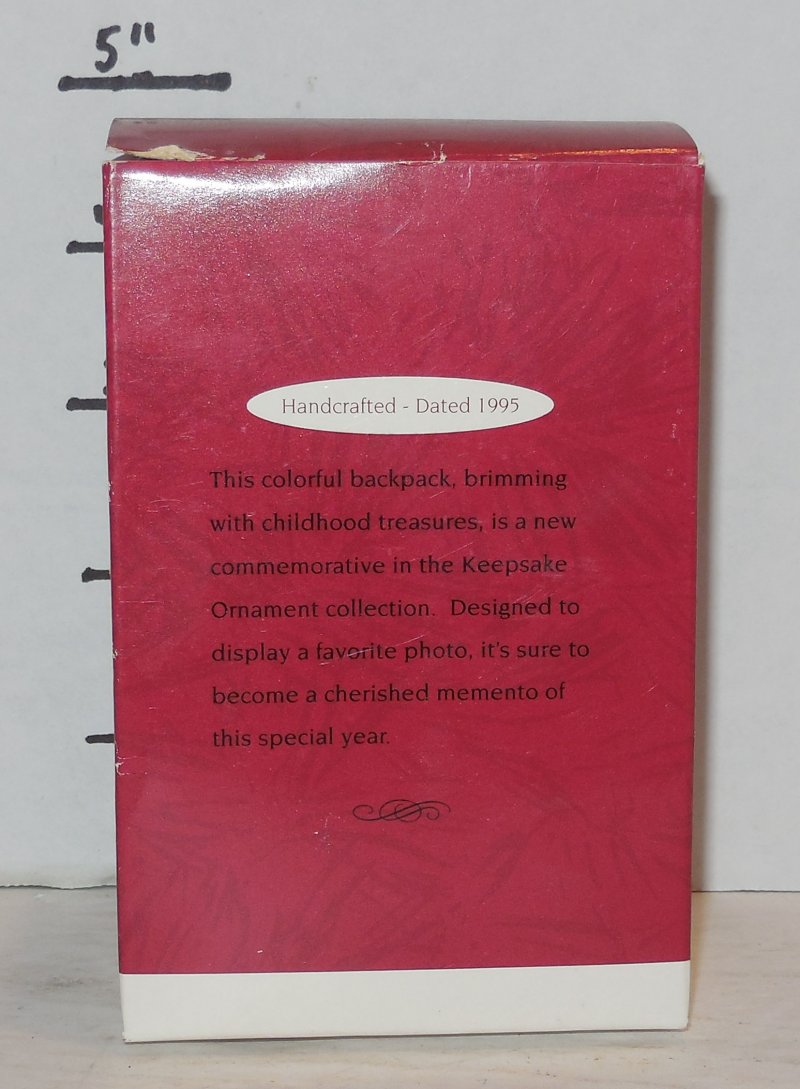 5"
Handcrafted - Dated 1995
This colorful backpack, brimming
with childhood treasures, is a new
commemorative in the Keepsake
Ornament collection. Designed to
display a favorite photo, it's sure to
become a cherished memento of
this special year.